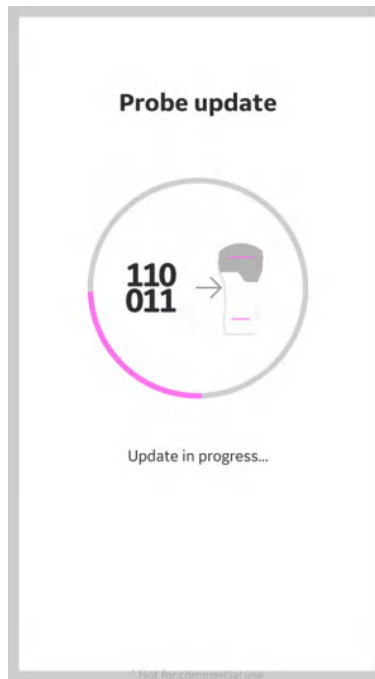 Probe update
110
011
Update in progress...
* Not for commercial use